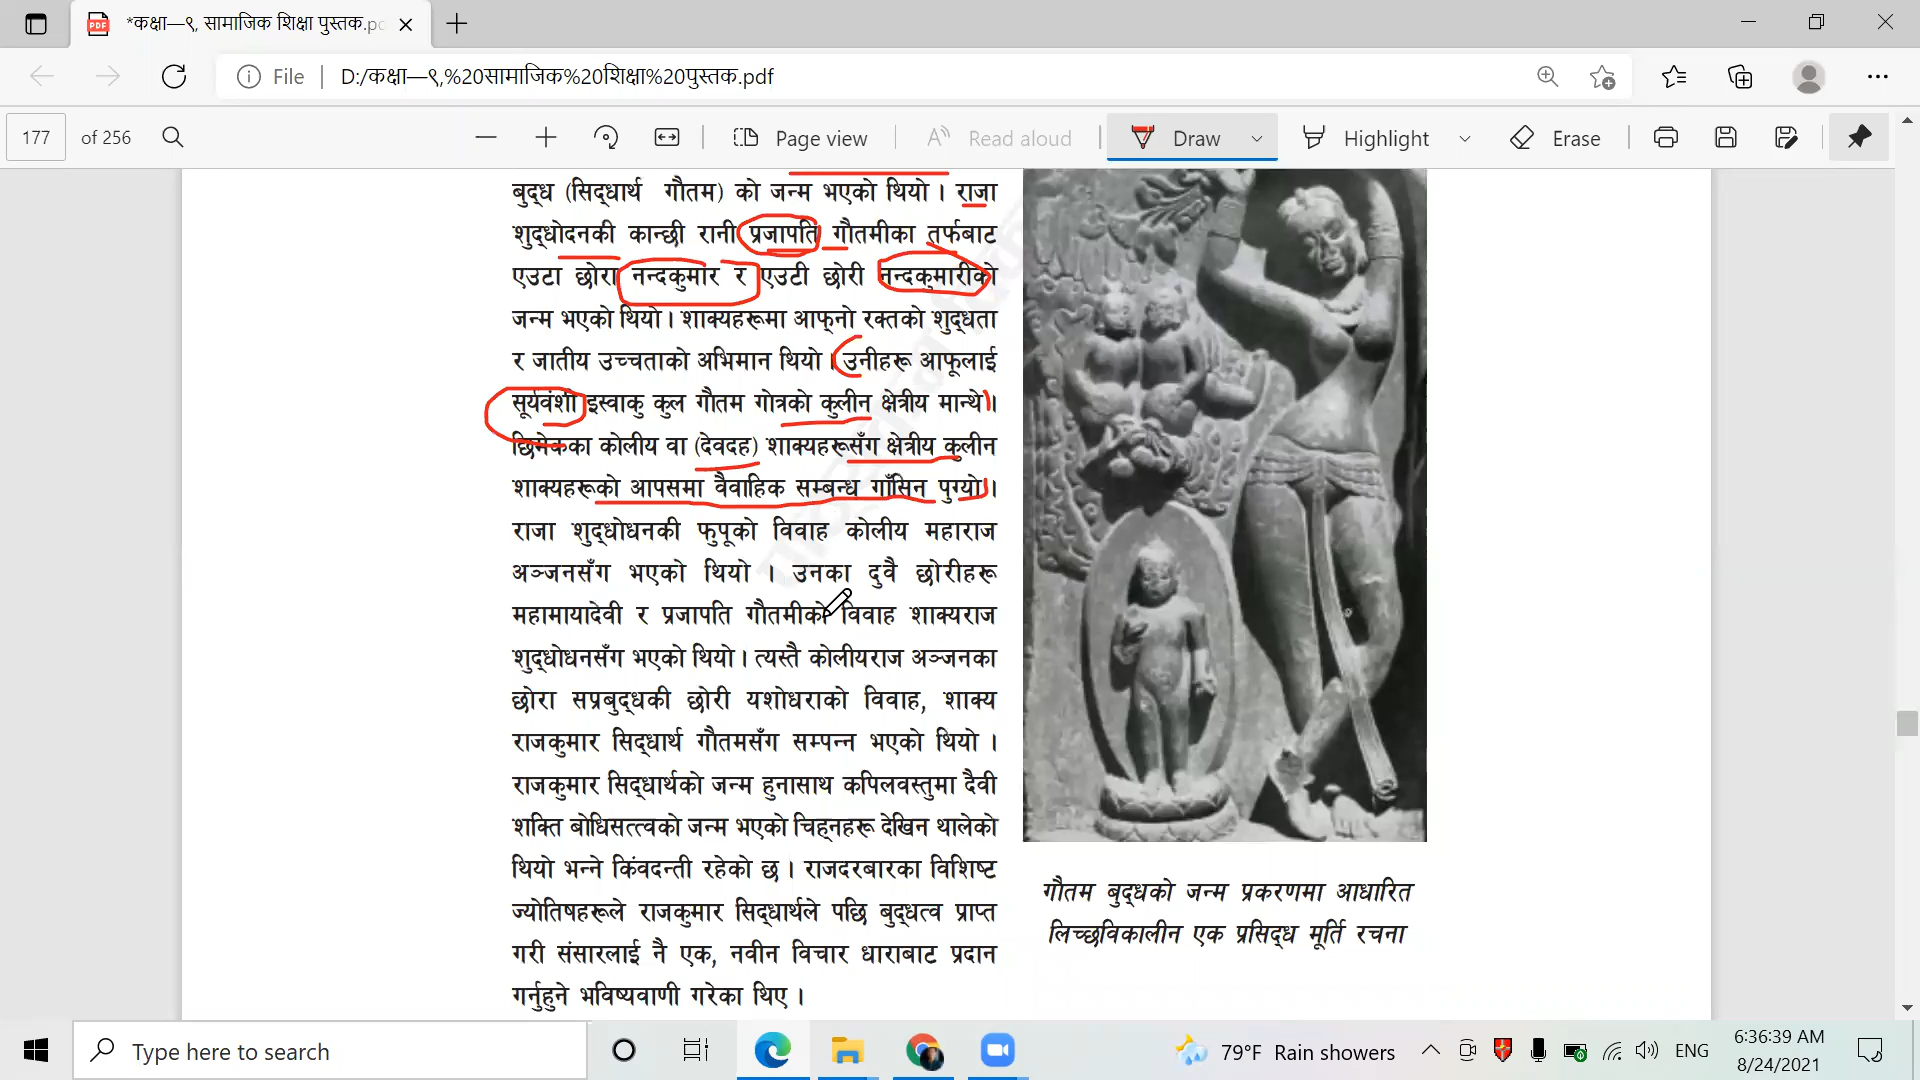 *कक्षा—९, सामाजिक शिक्षा पुस्तक.pd
File
D:/कक्षा—९,%20सामाजिक%20शिक्षा%20पुस्तक.pdf
177 of 256
Page view
Read aloud
Draw
Highlight
Erase
बुद्ध (सिद्धार्थ गौतम) को जन्म भएको थियो । राजा
शुद्धोदनकी कान्छी रानी प्रजापति गौतमीका तर्फबाट
एउटा छोरा नन्दकुमार र एउटी छोरी नन्दकुमारीको
जन्म भएको थियो । शाक्यहरूमा आफ्नो रक्तको शुद्धता
र जातीय उच्चताको अभिमान थियो । उनीहरू आफूलाई
सूर्यवंशी इस्वाकु कुल गौतम गोत्रको कुलीन क्षेत्रीय मान्थे ।
छिमेकका कोलीय वा (देवदह) शाक्यहरूसँग क्षेत्रीय कुलीन
शाक्यहरूको आपसमा वैवाहिक सम्बन्ध गाँसिन पुग्यो ।
राजा शुद्धोधनकी फुपूको विवाह कोलीय महाराज
अञ्जनसँग भएको थियो । उनका दुवै छोरीहरू
महामायादेवी र प्रजापति गौतमीको विवाह शाक्यराज
शुद्धोधनसँग भएको थियो । त्यस्तै कोलीयराज अञ्जनका
छोरा सप्रबुद्धकी छोरी यशोधराको विवाह, शाक्य
राजकुमार सिद्धार्थ गौतमसँग सम्पन्न भएको थियो ।
राजकुमार सिद्धार्थको जन्म हुनासाथ कपिलवस्तुमा दैवी
शक्ति बोधिसत्त्वको जन्म भएको चिह्नहरू देखिन थालेको
थियो भन्ने किंवदन्ती रहेको छ । राजदरबारका विशिष्ट
ज्योतिषहरूले राजकुमार सिद्धार्थले पछि बुद्धत्व प्राप्त
गरी संसारलाई नै एक, नवीन विचार धाराबाट प्रदान
गर्नुहुने भविष्यवाणी गरेका थिए ।
गौतम बुद्धको जन्म प्रकरणमा आधारित
लिच्छविकालीन एक प्रसिद्ध मूर्ति रचना
Type here to search
79°F Rain showers
ENG
6:36:39 AM
8/24/2021